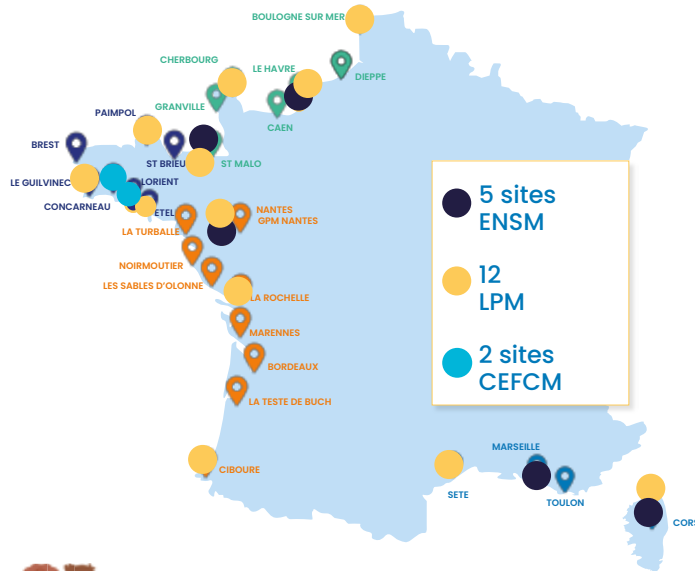 BOULOGNE SUR MER
CHERBOURG
LE HAVRE
DIEPPE
GRANVILLE
CAEN
PAIMPOL
BREST
ST BRIEU
ST MALO
LE GUILVINEC
LORIENT
CONCARNEAU
ETEL
LA TURBALLE
NANTES
GPM NANTES
NOIRMOUTIER
LES SABLES D'OLONNE
LA ROCHELLE
MARENNES
BORDEAUX
LA TESTE DE BUCH
CIBOURE
5 sites
ENSM
12
LPM
2 sites
CEFCM
MARSEILLE
SETE
TOULON
CORS